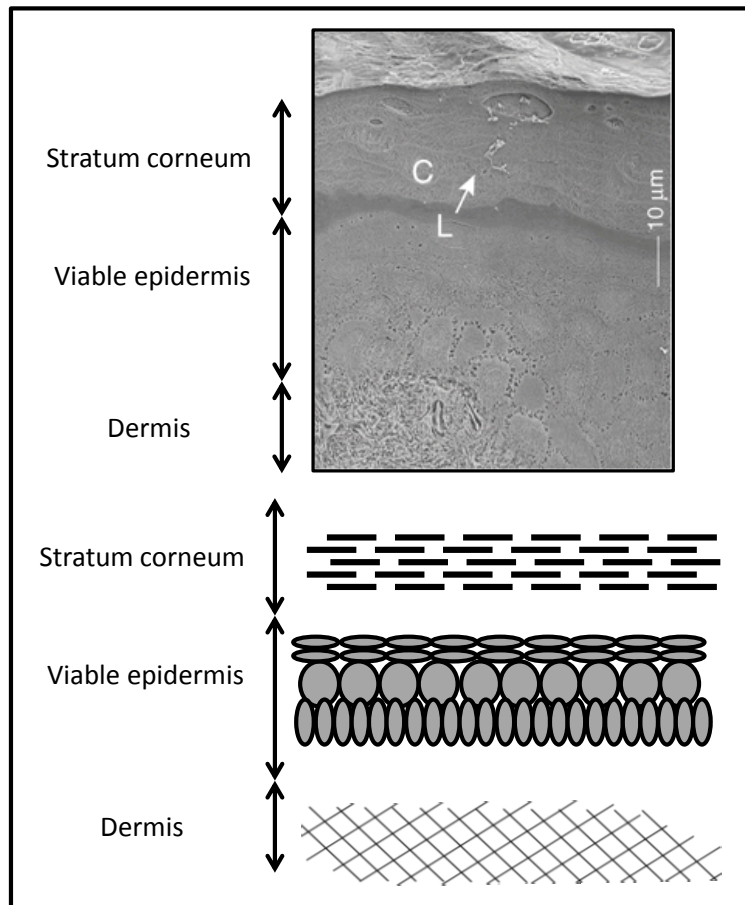 Stratum corneum
C
L
10 μm
Viable epidermis
Dermis
Stratum corneum
Viable epidermis
Dermis